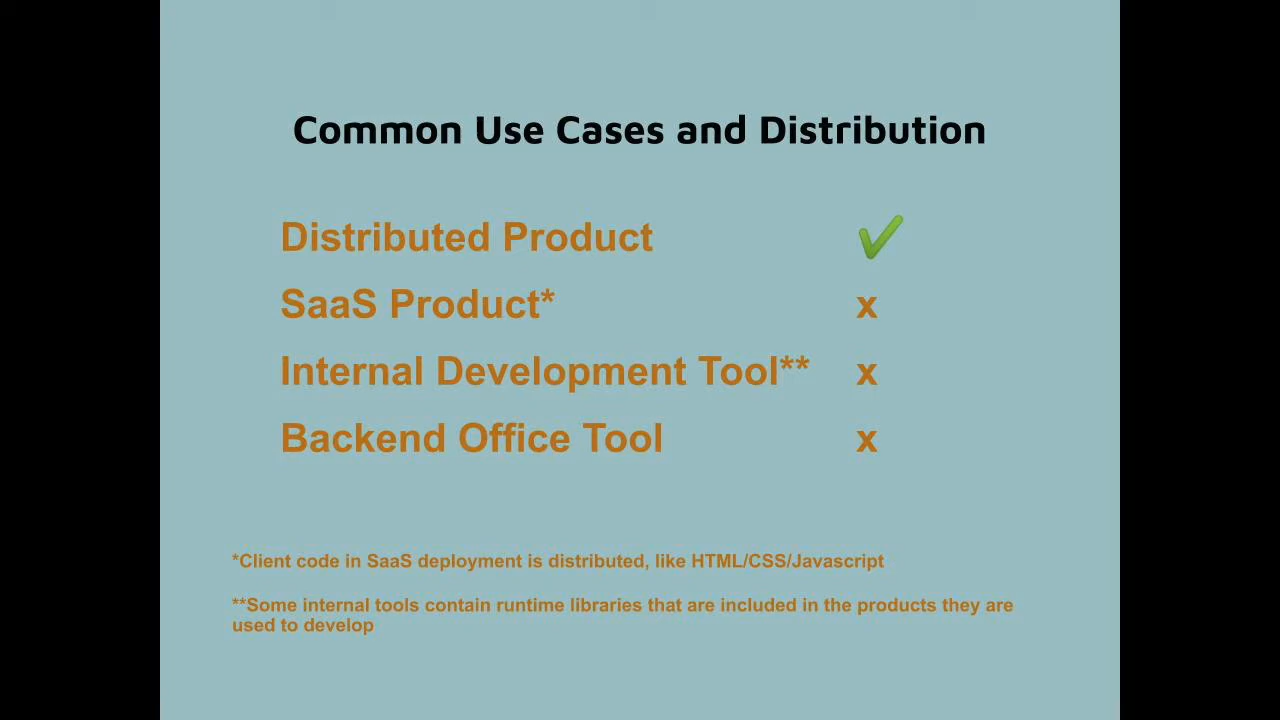 Common Use Cases and Distribution
Distributed Product ✔
SaaS Product* x
Internal Development Tool** x
Backend Office Tool x
*Client code in SaaS deployment is distributed, like HTML/CSS/Javascript
**Some internal tools contain runtime libraries that are included in the products they are
used to develop